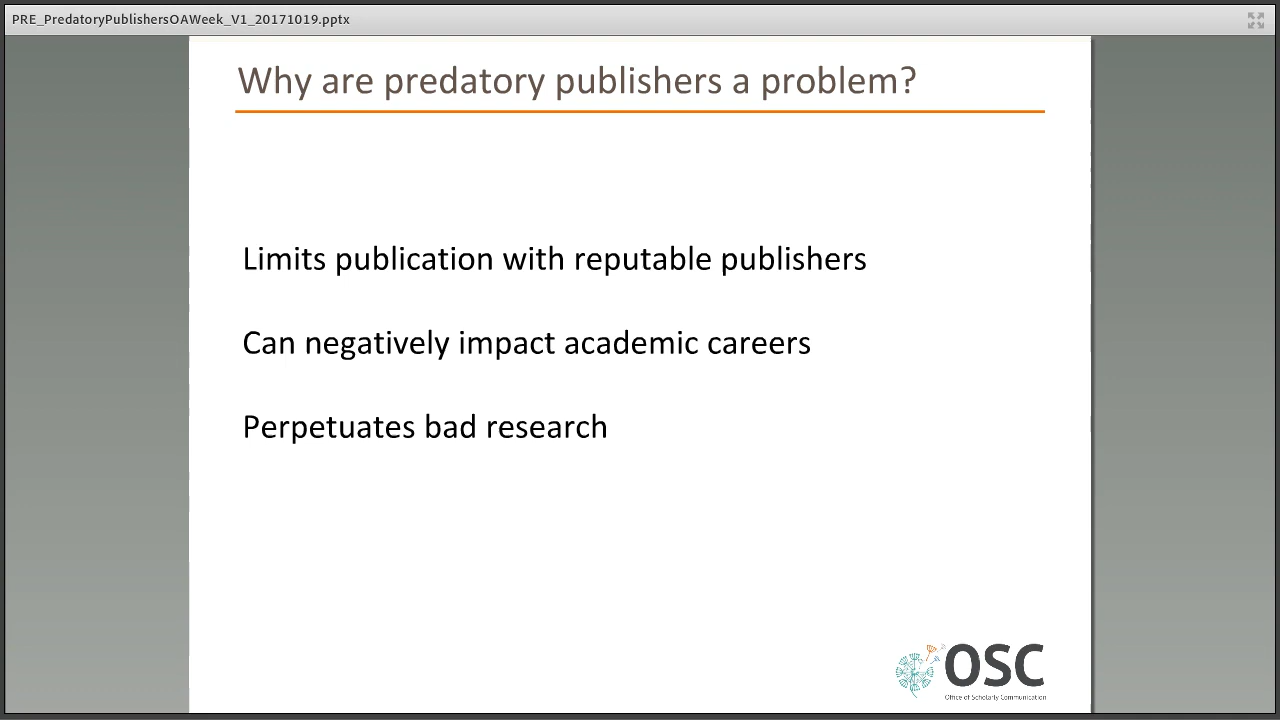 PRE_PredatoryPublishersOAWeek_V1_20171019.pptx
Why are predatory publishers a problem?
Limits publication with reputable publishers
Can negatively impact academic careers
Perpetuates bad research
OSC
Office of Scholarly Communication